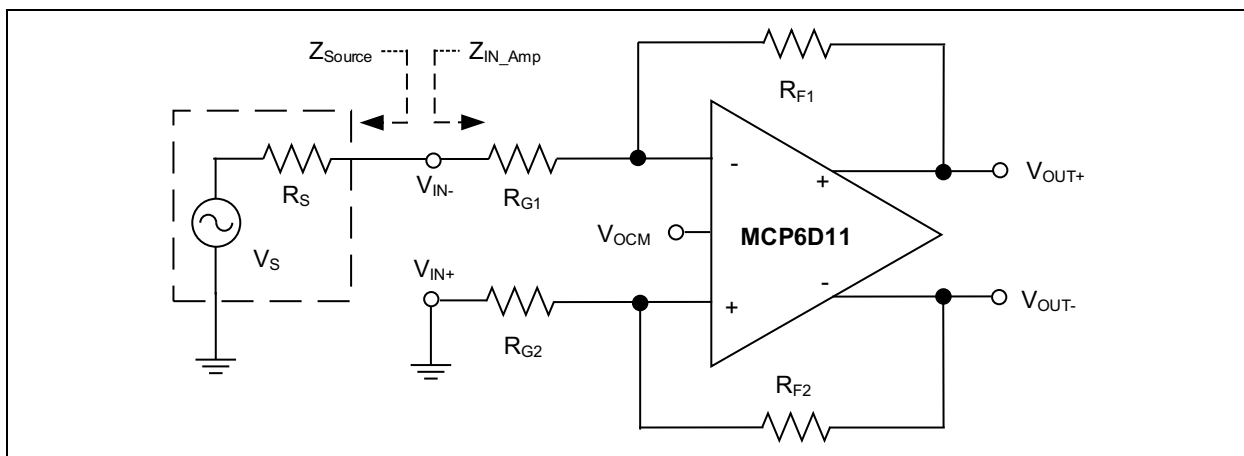 Z_Source
Z_IN_Amp
R_F1
R_S
V_IN-
R_G1
-
+
V_OUT+
V_OCM
MCP6D11
V_S
V_IN+
R_G2
+
-
V_OUT-
R_F2